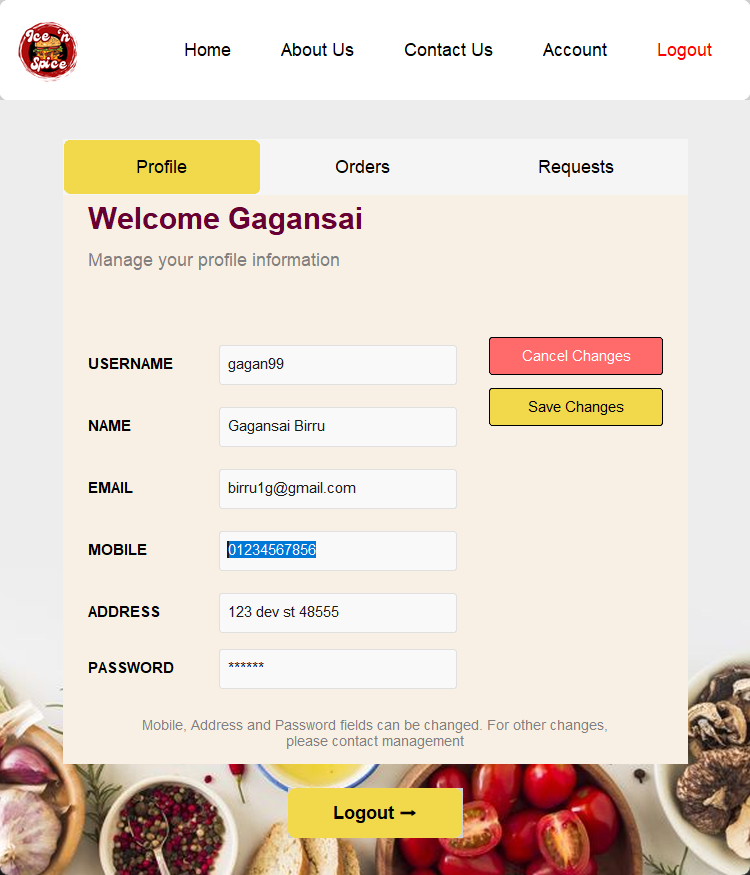 Ice 'n
Spice
Home
About Us
Contact Us
Account
Logout
Profile
Orders
Requests
Welcome Gagansai
Manage your profile information
Cancel Changes
USERNAME
gagan99
Save Changes
NAME
Gagansai Birru
EMAIL
birru1g@gmail.com
MOBILE
01234567856
ADDRESS
123 dev st 48555
PASSWORD
******
Mobile, Address and Password fields can be changed. For other changes,
please contact management
Logout ➞